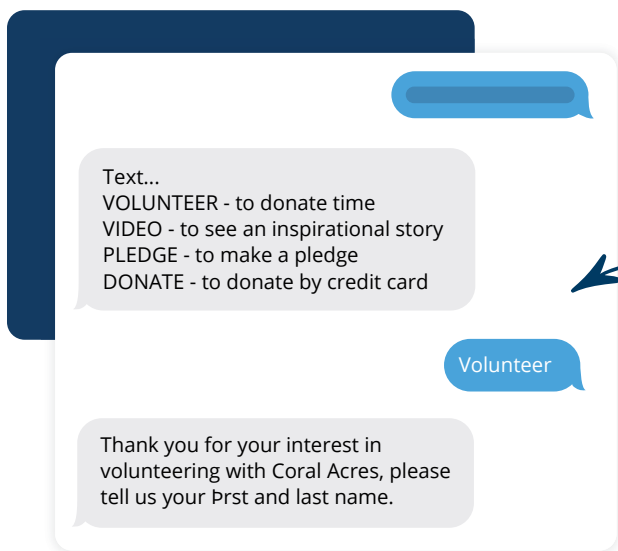 Text...
VOLUNTEER - to donate time
VIDEO - to see an inspirational story
PLEDGE - to make a pledge
DONATE - to donate by credit card
Volunteer
Thank you for your interest in
volunteering with Coral Acres, please
tell us your Þrst and last name.